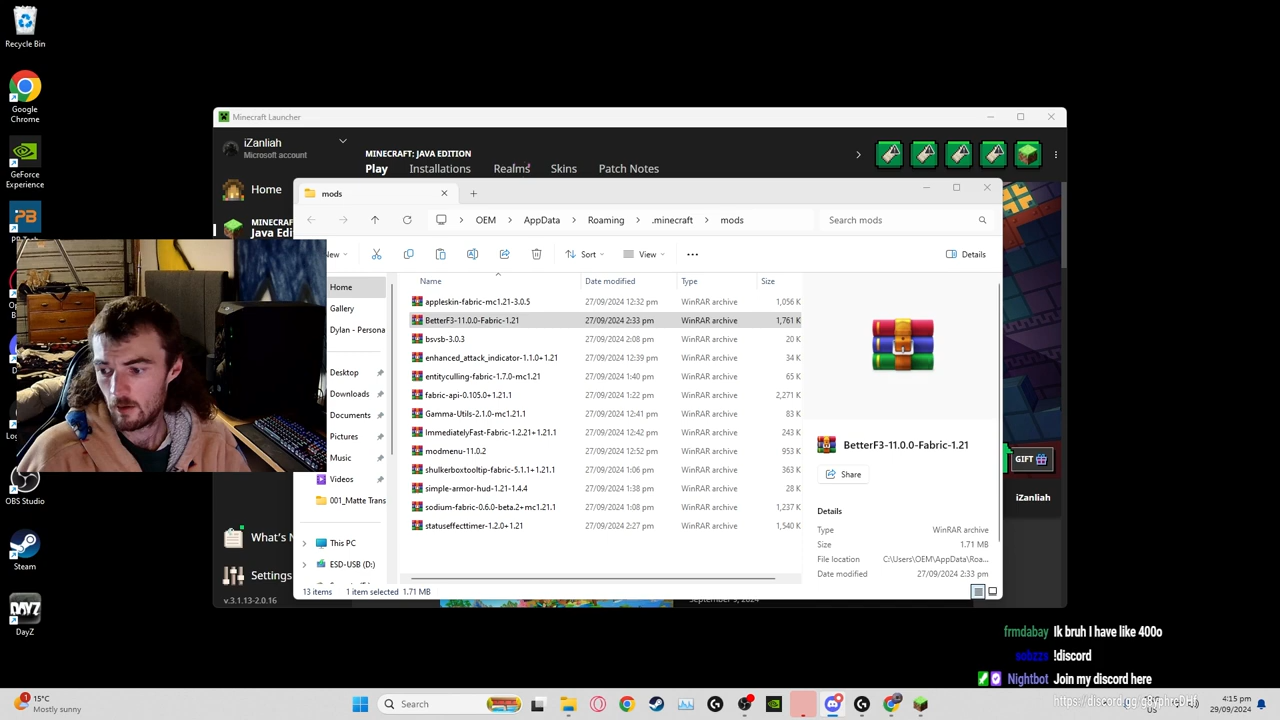 Recycle Bin
Google
Chrome
GeForce
Experience
OBS Studio
Steam
DayZ
Minecraft Launcher
iZanliah
Microsoft account
Home
MINECRAFT: JAVA EDITION
Play Installations Realms Skins Patch Notes
What's N
Settings
v.3.1.13-2.0.16
GIFT
iZanliah
mods
OEM > AppData > Roaming > .minecraft > mods
Search mods
Sort View ... Details
Home
Gallery
Dylan - Persona
Desktop
Downloads
Documents
Pictures
Music
Videos
001_Matte Trans
This PC
ESD-USB (D:)
Name Date modified Type Size
appleskin-fabric-mc1.21-3.0.5 27/09/2024 12:32 pm WinRAR archive 1,056 K
BetterF3-11.0.0-Fabric-1.21 27/09/2024 2:33 pm WinRAR archive 1,761 K
bsvsb-3.0.3 27/09/2024 2:08 pm WinRAR archive 20 K
enhanced_attack_indicator-1.1.0+1.21 27/09/2024 12:39 pm WinRAR archive 34 K
entityculling-fabric-1.7.0-mc1.21 27/09/2024 1:40 pm WinRAR archive 65 K
fabric-api-0.105.0+1.21.1 27/09/2024 1:22 pm WinRAR archive 2,271 K
Gamma-Utils-2.1.0-mc1.21.1 27/09/2024 12:41 pm WinRAR archive 83 K
ImmediatelyFast-Fabric-1.2.21+1.21.1 27/09/2024 12:42 pm WinRAR archive 243 K
modmenu-11.0.2 27/09/2024 12:52 pm WinRAR archive 953 K
shulkerboxtooltip-fabric-5.1.1+1.21.1 27/09/2024 1:06 pm WinRAR archive 363 K
simple-armor-hud-1.21-1.4.4 27/09/2024 1:38 pm WinRAR archive 28 K
sodium-fabric-0.6.0-beta.2+mc1.21.1 27/09/2024 1:08 pm WinRAR archive 1,237 K
statuseffecttimer-1.2.0+1.21 27/09/2024 2:27 pm WinRAR archive 1,540 K
BetterF3-11.0.0-Fabric-1.21
Share
Details
Type WinRAR archive
Size 1.71 MB
File location C:\Users\OEM\AppData\Roa...
Date modified 27/09/2024 2:33 pm
13 items 1 item selected 1.71 MB
frmdabay Ik bruh I have like 400o
!discord
Nightbot Join my discord here
1 15°C
Mostly sunny
Search
4:15 pm
29/09/2024